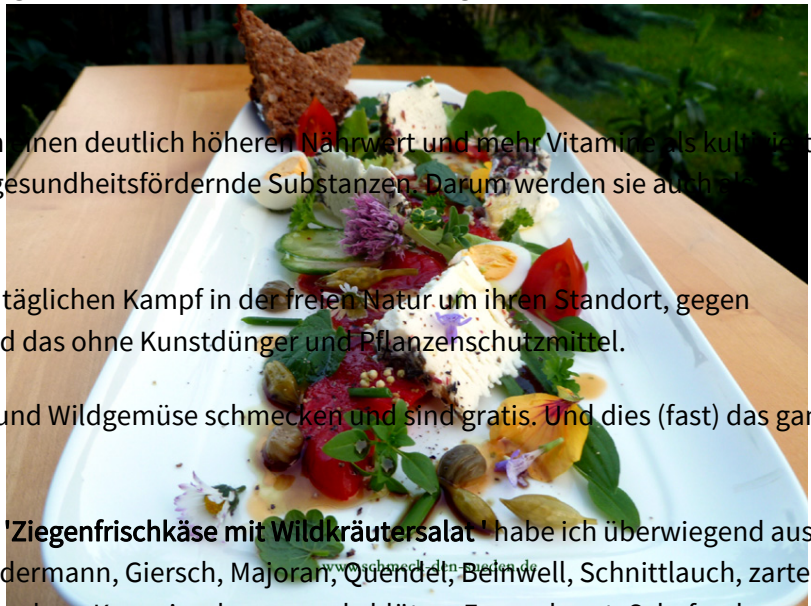 einen deutlich höheren Nährwert und mehr Vitamine als
gesundheitsfördernde Substanzen. Darum werden sie auch
täglichen Kampf in der freien Natur um ihren Standort, gegen
das ohne Kunstdünger und Pflanzenschutzmittel.
und Wildgemüse schmecken und sind gratis. Und dies (fast) das
'Ziegenfrischkäse mit Wildkräutersalat' habe ich überwiegend aus
dermann, Giersch, Majoran, Quendel, Beinwell, Schnittlauch, zarte
www.schmeck-den-sueden.de